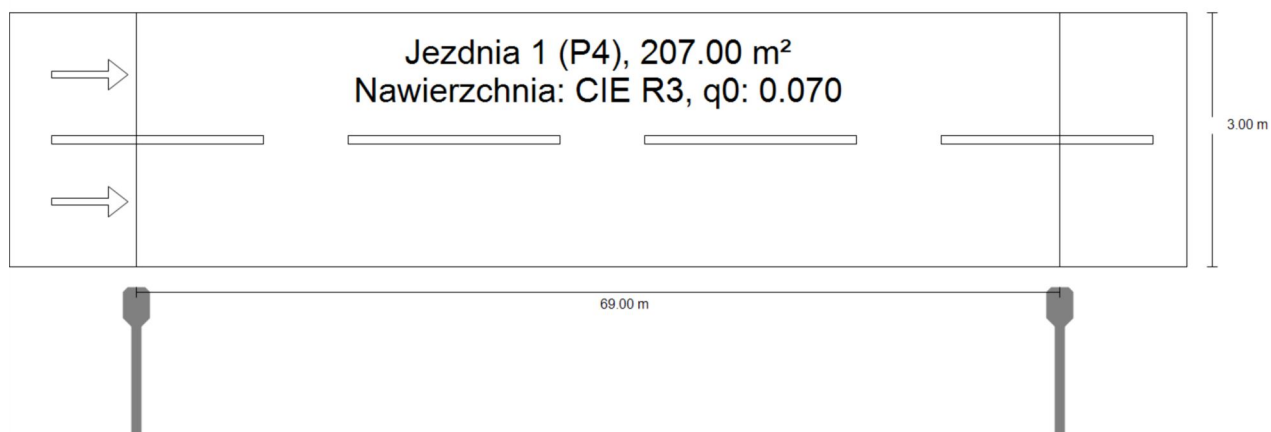 Jezdnia 1 (P4), 207.00 m²
Nawierzchnia: CIE R3, q0: 0.070
3.00 m
69.00 m